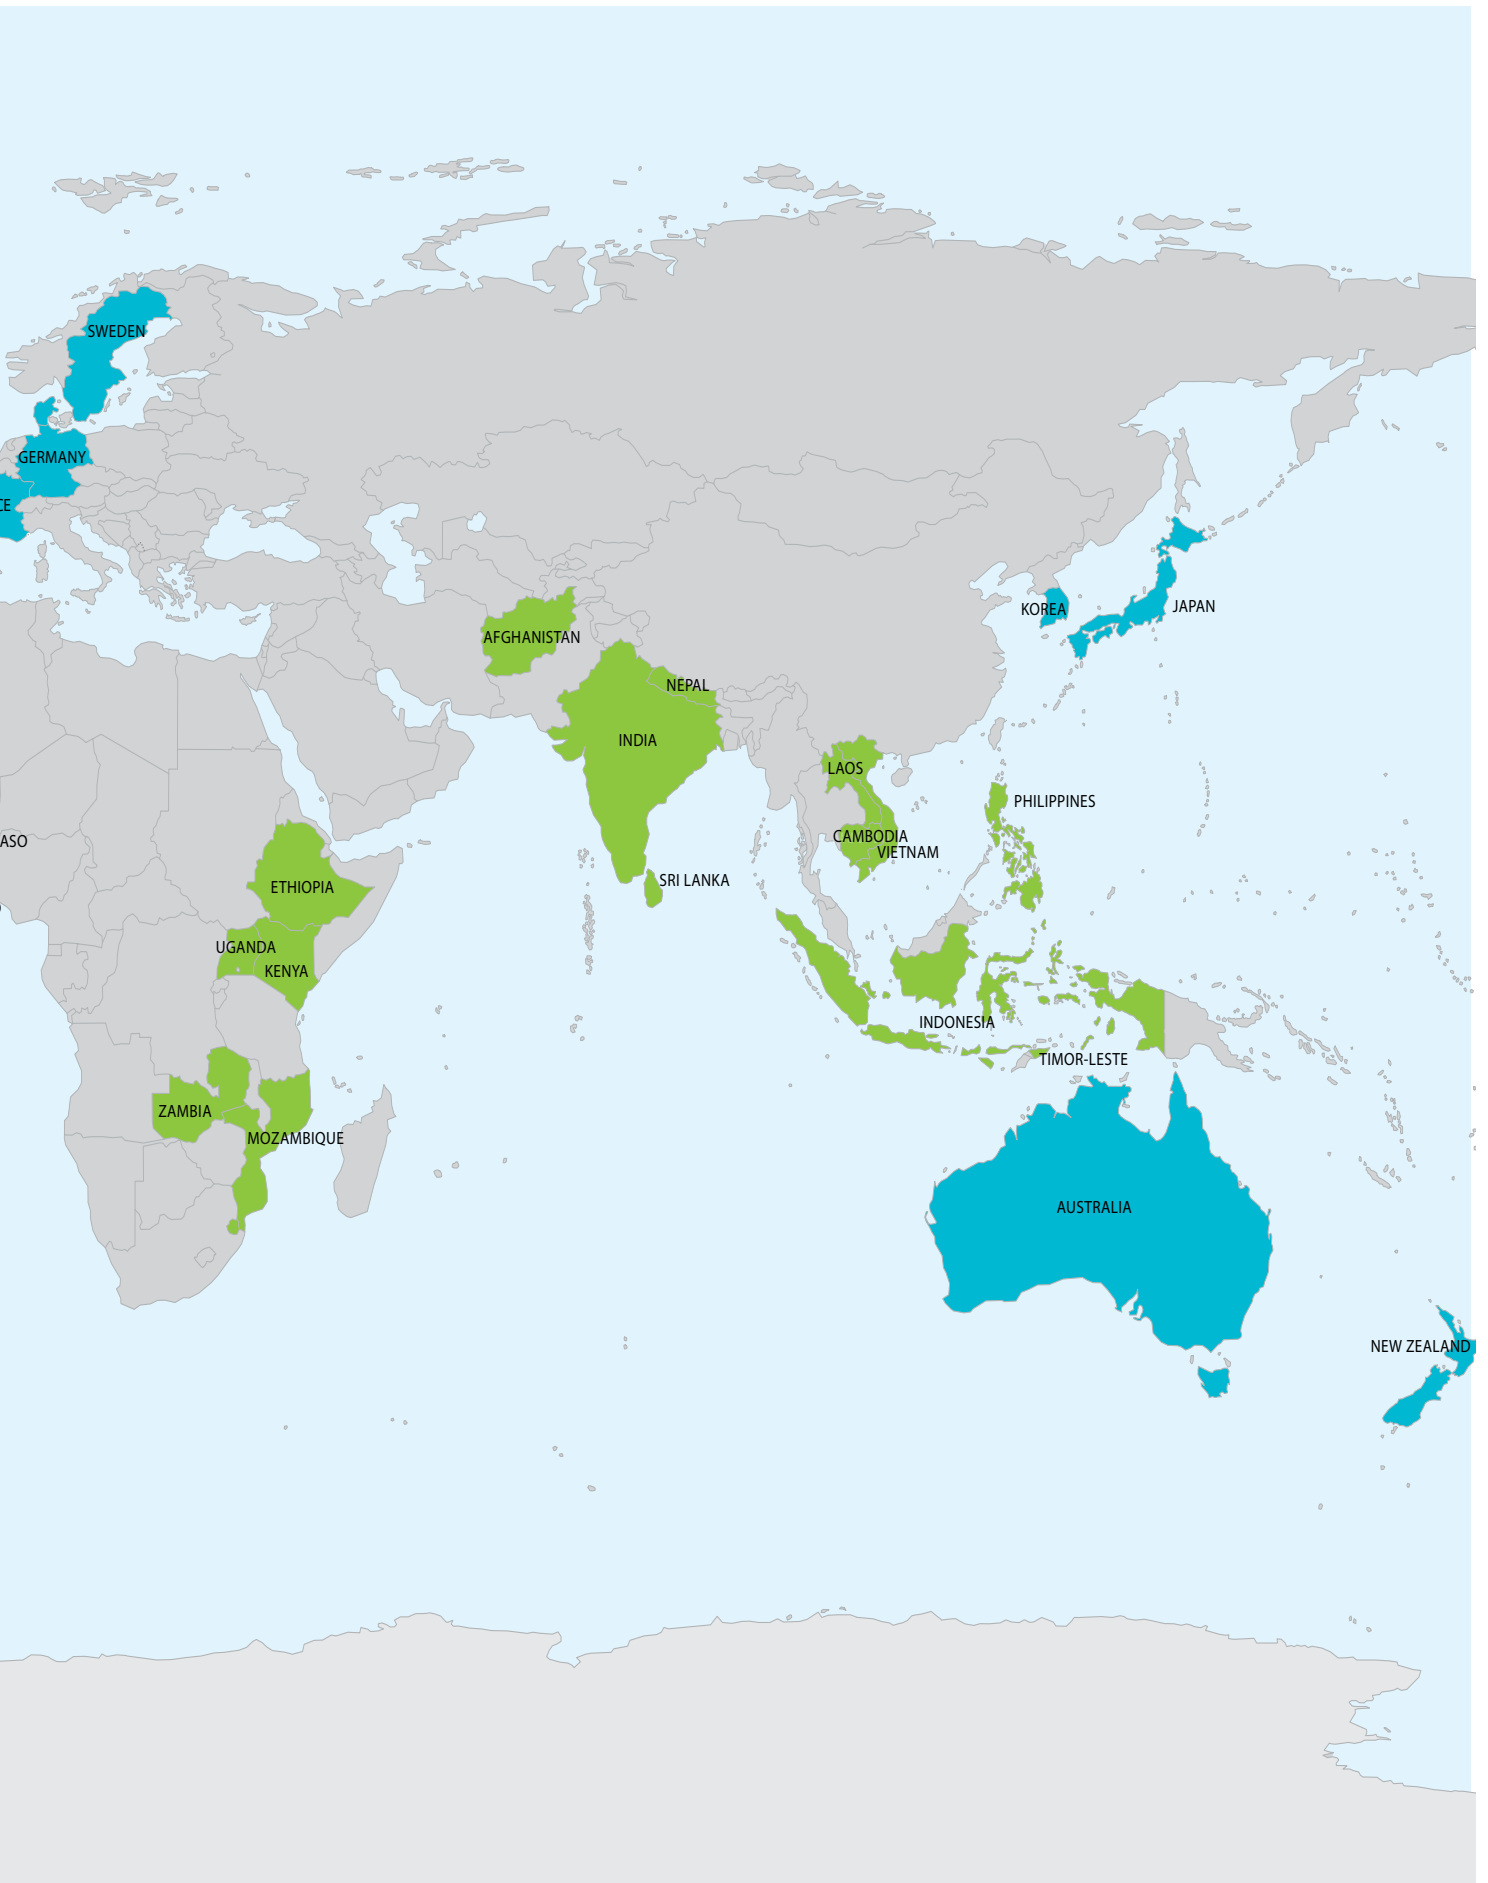 SWEDEN
GERMANY
CE
KOREA
JAPAN
AFGHANISTAN
NEPAL
INDIA
LAOS
PHILIPPINES
ASO
CAMBODIA
VIETNAM
SRI LANKA
ETHIOPIA
UGANDA
KENYA
INDONESIA
TIMOR-LESTE
ZAMBIA
MOZAMBIQUE
AUSTRALIA
NEW ZEALAND